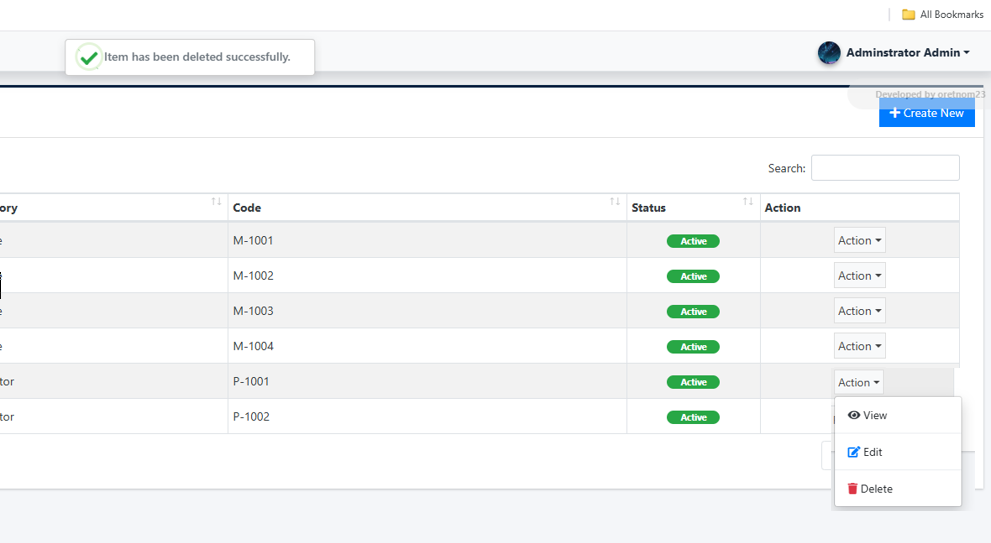 All Bookmarks
Item has been deleted successfully.
Adminstrator Admin
Developed by oretnom23
Create New
Search:
ory Code Status Action
e M-1001 Active Action
M-1002 Active Action
e M-1003 Active Action
e M-1004 Active Action
tor P-1001 Active Action
tor P-1002 Active
View
Edit
Delete